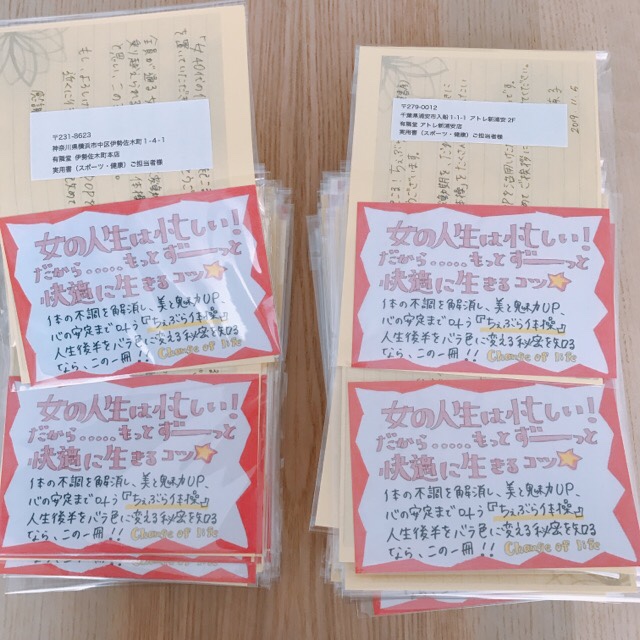 〒231-8623
神奈川県横浜市中区伊勢佐木町1-4-1
有隣堂 伊勢佐木町本店
実用書（スポーツ・健康）ご担当者様
女の人生は忙しい！
だから.....もっとずーーっと
快適に生きるコツ
体の不調を解消し、美と魅力UP、
心の安定まで叶う『ちぇぶら体操』
人生後半をバラ色に変える秘密を知る
なら、この一冊!! Change of life
女の人生は忙しい！
だから.....もっとずーーっと
快適に生きるコツ
体の不調を解消し、美と魅力UP、
心の安定まで叶う『ちぇぶら体操』
人生後半をバラ色に変える秘密を知る
なら、この一冊!! Change of life
〒279-0012
千葉県浦安市入船1-1-1 アトレ新浦安2F
有隣堂 アトレ新浦安店
実用書（スポーツ・健康）ご担当者様
2019.11.5
女の人生は忙しい！
だから.....もっとずーーっと
快適に生きるコツ
体の不調を解消し、美と魅力UP、
心の安定まで叶う『ちぇぶら体操』
人生後半をバラ色に変える秘密を知る
なら、この一冊!! Change of life
女の人生は忙しい！
だから.....もっとずーーっと
快適に生きるコツ
体の不調を解消し、美と魅力UP、
心の安定まで叶う『ちぇぶら体操』
人生後半をバラ色に変える秘密を知る
なら、この一冊!! Change of life